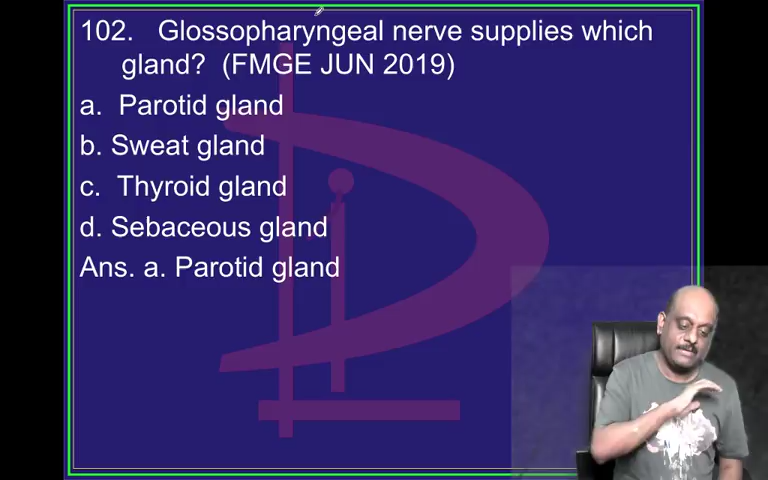 102. Glossopharyngeal nerve supplies which
gland? (FMGE JUN 2019)
a. Parotid gland
b. Sweat gland
c. Thyroid gland
d. Sebaceous gland
Ans. a. Parotid gland